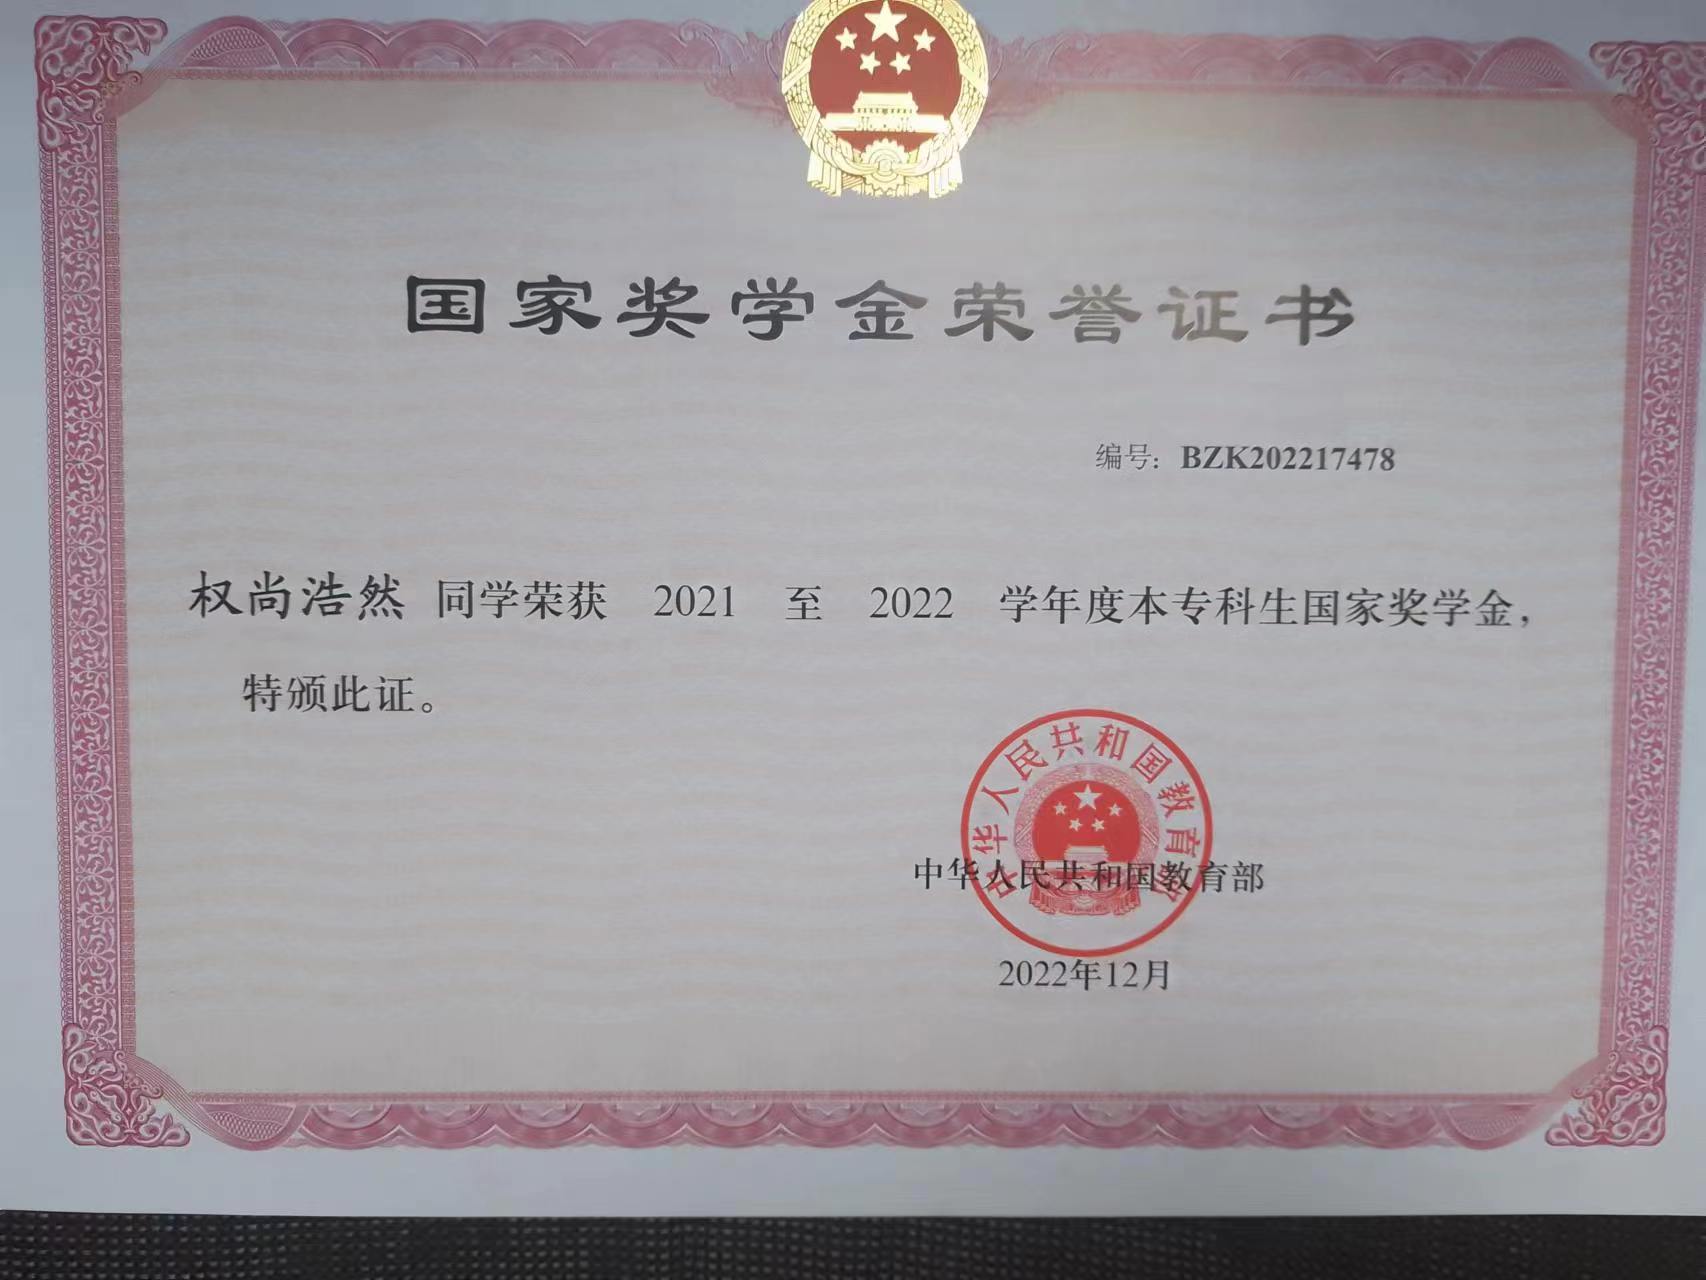 国家奖学金荣誉证书
编号：BZK202217478
权尚浩然 同学荣获 2021 至 2022 学年度本专科生国家奖学金，
特颁此证。
中华人民共和国教育部
中华人民共和国教育部
2022年12月